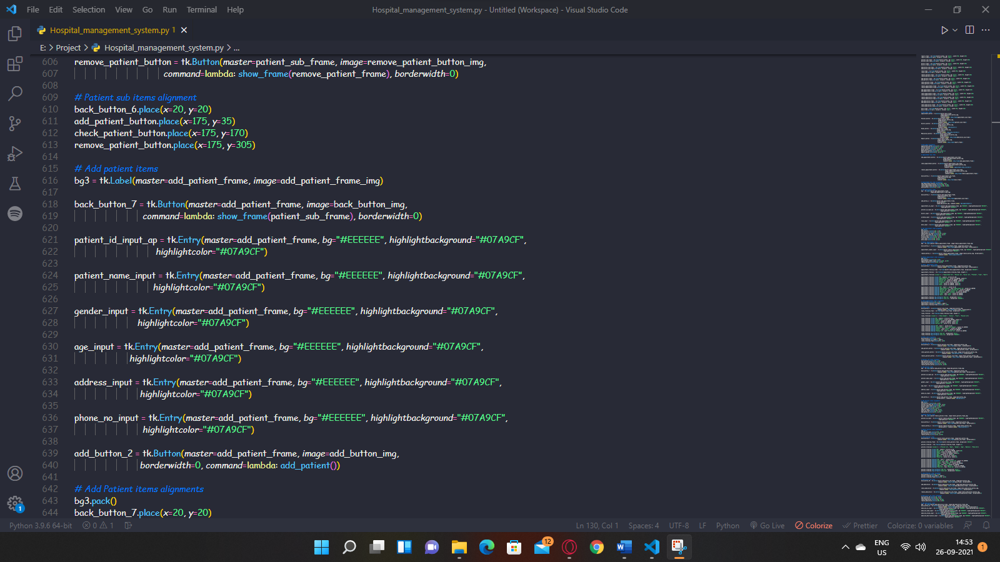 File Edit Selection View Go Run Terminal Help
Hospital_management_system.py - Untitled (Workspace) - Visual Studio Code
Hospital_management_system.py 1
E: > Project > Hospital_management_system.py > ...
606 remove_patient_button = tk.Button(master=patient_sub_frame, image=remove_patient_button_img,
607 command=lambda: show_frame(remove_patient_frame), borderwidth=0)
608
609 # Patient sub items alignment
610 back_button_6.place(x=20, y=20)
611 add_patient_button.place(x=175, y=35)
612 check_patient_button.place(x=175, y=170)
613 remove_patient_button.place(x=175, y=305)
614
615 # Add patient items
616 bg3 = tk.Label(master=add_patient_frame, image=add_patient_frame_img)
617
618 back_button_7 = tk.Button(master=add_patient_frame, image=back_button_img,
619 command=lambda: show_frame(patient_sub_frame), borderwidth=0)
620
621 patient_id_input_ap = tk.Entry(master=add_patient_frame, bg="#EEEEEE", highlightbackground="#07A9CF",
622 highlightcolor="#07A9CF")
623
624 patient_name_input = tk.Entry(master=add_patient_frame, bg="#EEEEEE", highlightbackground="#07A9CF",
625 highlightcolor="#07A9CF")
626
627 gender_input = tk.Entry(master=add_patient_frame, bg="#EEEEEE", highlightbackground="#07A9CF",
628 highlightcolor="#07A9CF")
629
630 age_input = tk.Entry(master=add_patient_frame, bg="#EEEEEE", highlightbackground="#07A9CF",
631 highlightcolor="#07A9CF")
632
633 address_input = tk.Entry(master=add_patient_frame, bg="#EEEEEE", highlightbackground="#07A9CF",
634 highlightcolor="#07A9CF")
635
636 phone_no_input = tk.Entry(master=add_patient_frame, bg="#EEEEEE", highlightbackground="#07A9CF",
637 highlightcolor="#07A9CF")
638
639 add_button_2 = tk.Button(master=add_patient_frame, image=add_button_img,
640 borderwidth=0, command=lambda: add_patient())
641
642 # Add Patient items alignments
643 bg3.pack()
644 back_button_7.place(x=20, y=20)
1
Python 3.9.6 64-bit 0 1 Ln 130, Col 1 Spaces: 4 UTF-8 LF Python Go Live Colorize Prettier Colorize: 0 variables
12
ENG US
14:53
26-09-2021
1